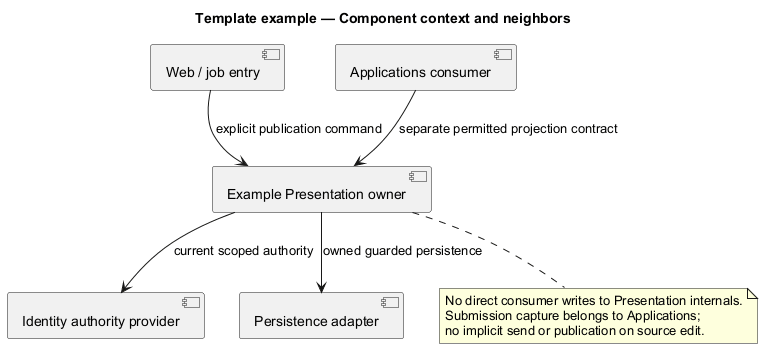 Template example — Component context and neighbors
Web / job entry
Applications consumer
explicit publication command
separate permitted projection contract
Example Presentation owner
current scoped authority
owned guarded persistence
Identity authority provider
Persistence adapter
No direct consumer writes to Presentation internals.
Submission capture belongs to Applications;
no implicit send or publication on source edit.